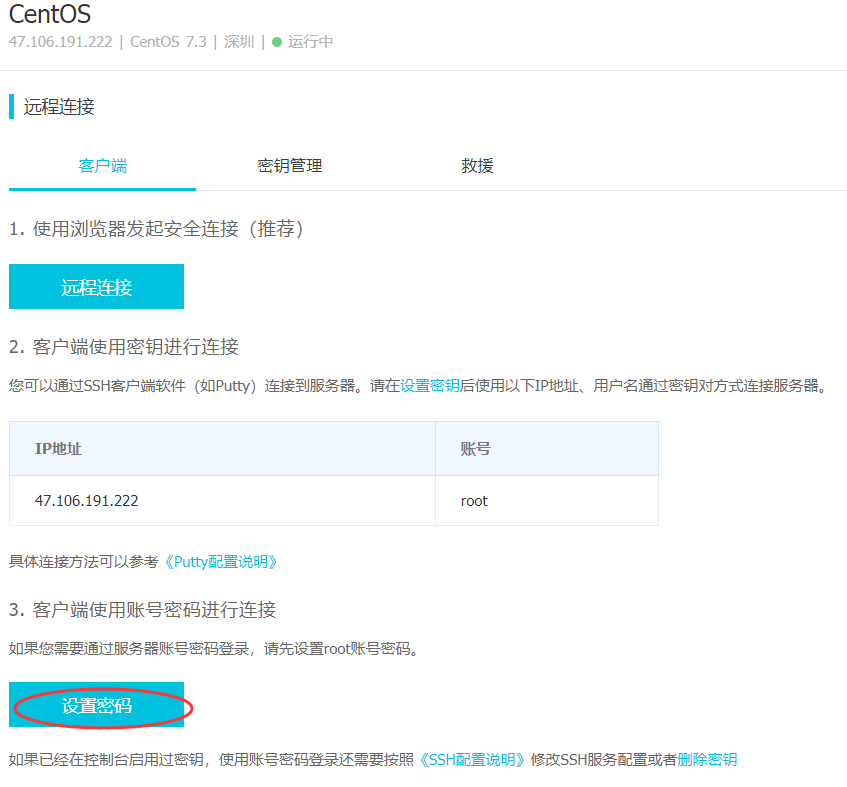 CentOS
47.106.191.222 | CentOS 7.3 | 深圳 | 运行中
远程连接
客户端 密钥管理 救援
1. 使用浏览器发起安全连接（推荐）
远程连接
2. 客户端使用密钥进行连接
您可以通过SSH客户端软件（如Putty）连接到服务器。请在设置密钥后使用以下IP地址、用户名通过密钥对方式连接服务器。
IP地址 账号
47.106.191.222 root
具体连接方法可以参考《Putty配置说明》
3. 客户端使用账号密码进行连接
如果您需要通过服务器账号密码登录，请先设置root账号密码。
设置密码
如果已经在控制台启用过密钥，使用账号密码登录还需要按照《SSH配置说明》修改SSH服务配置或者删除密钥